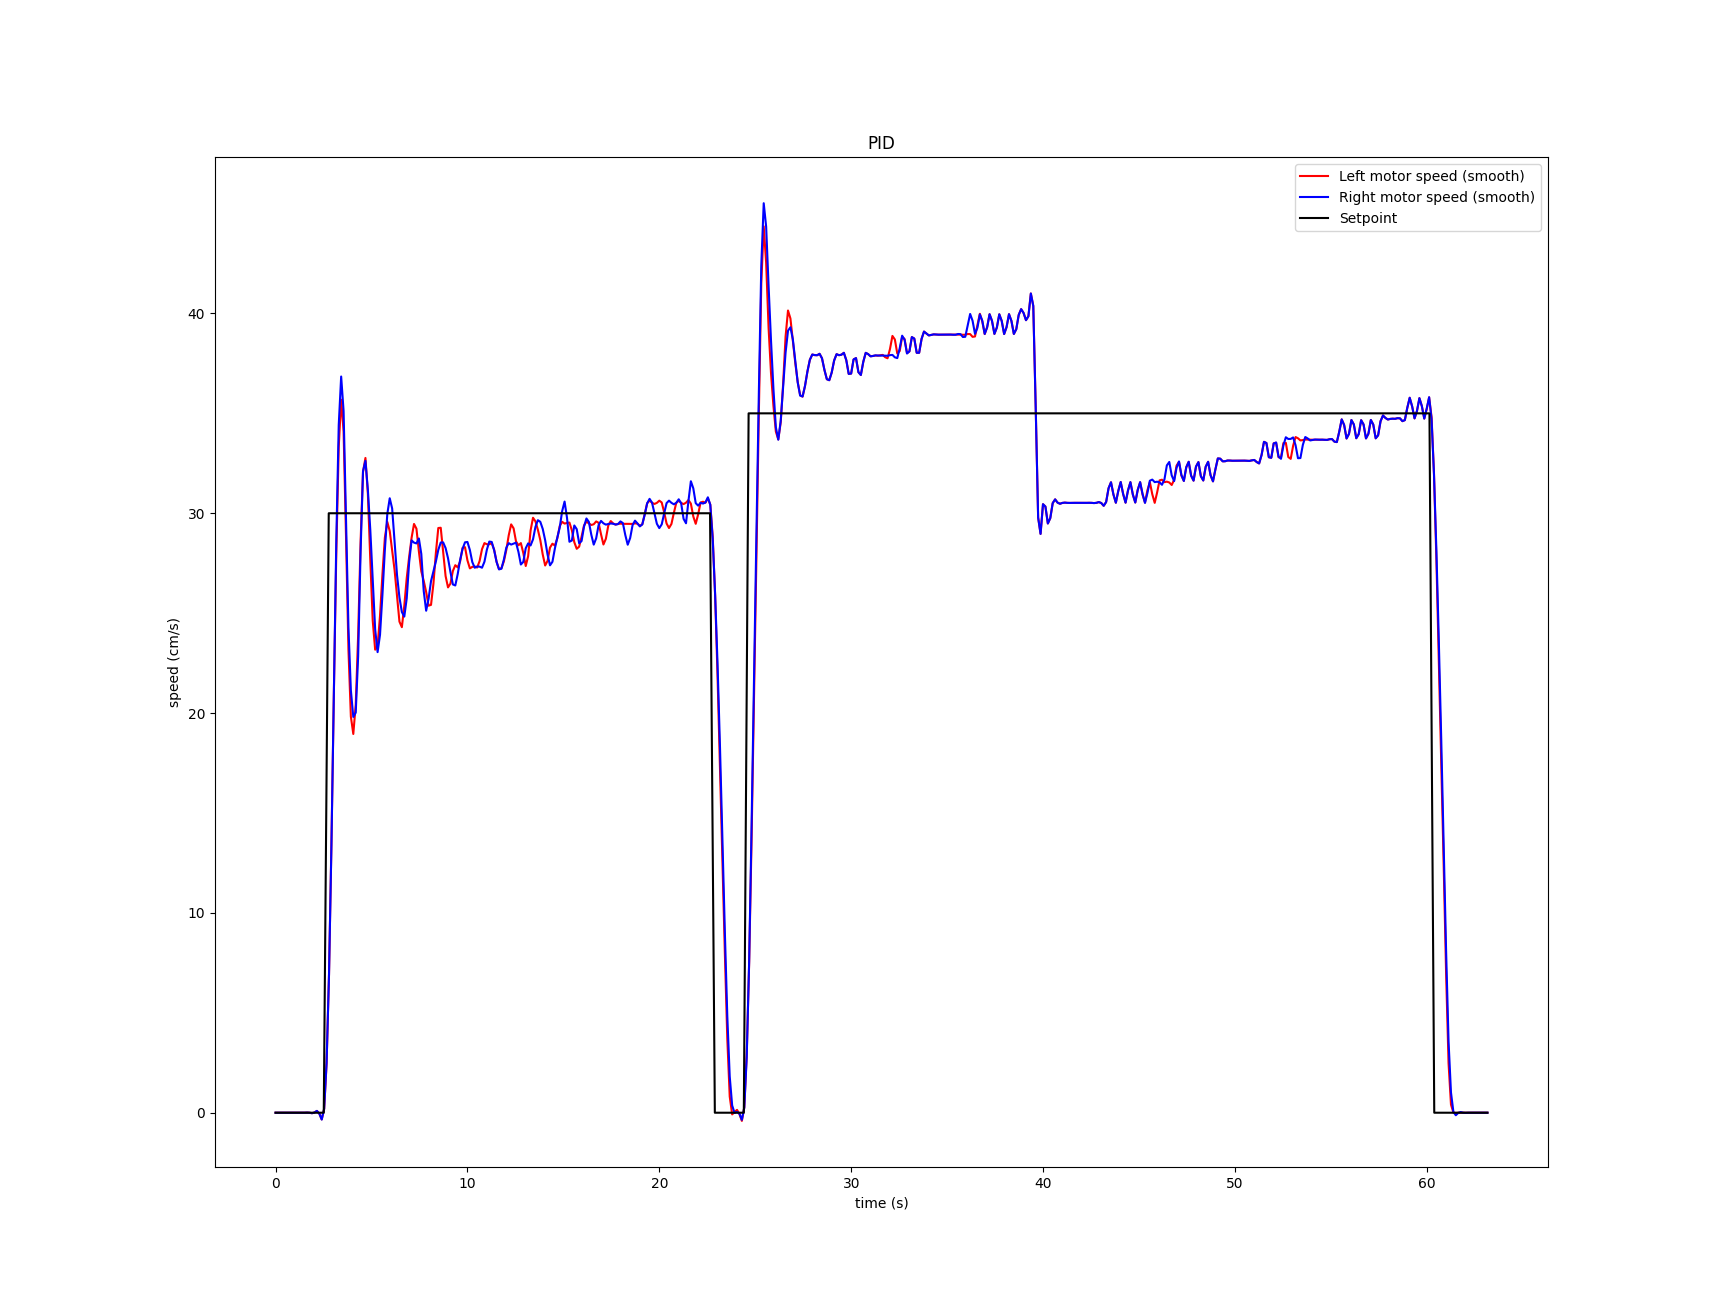 PID
Left motor speed (smooth)
Right motor speed (smooth)
Setpoint
speed (cm/s)
40
30
20
10
0
0 10 20 30 40 50 60
time (s)